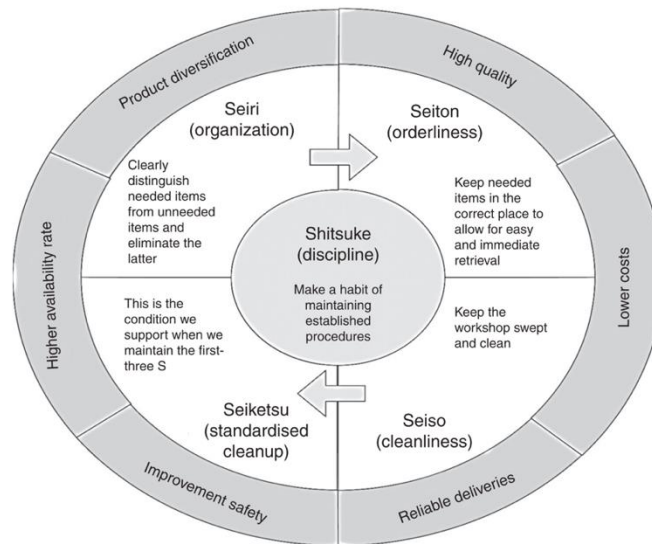 Product diversification
High quality
Seiri
(organization)
Clearly
distinguish
needed items
from unneeded
items and
eliminate the
latter
Seiton
(orderliness)
Keep needed
items in the
correct place to
allow for easy
and immediate
retrieval
Shitsuke
(discipline)
Make a habit of
maintaining
established
procedures
Higher availability rate
Lower costs
This is the
condition we
support when we
maintain the first-
three S
Seiketsu
(standardised
cleanup)
Keep the
workshop swept
and clean
Seiso
(cleanliness)
Improvement safety
Reliable deliveries